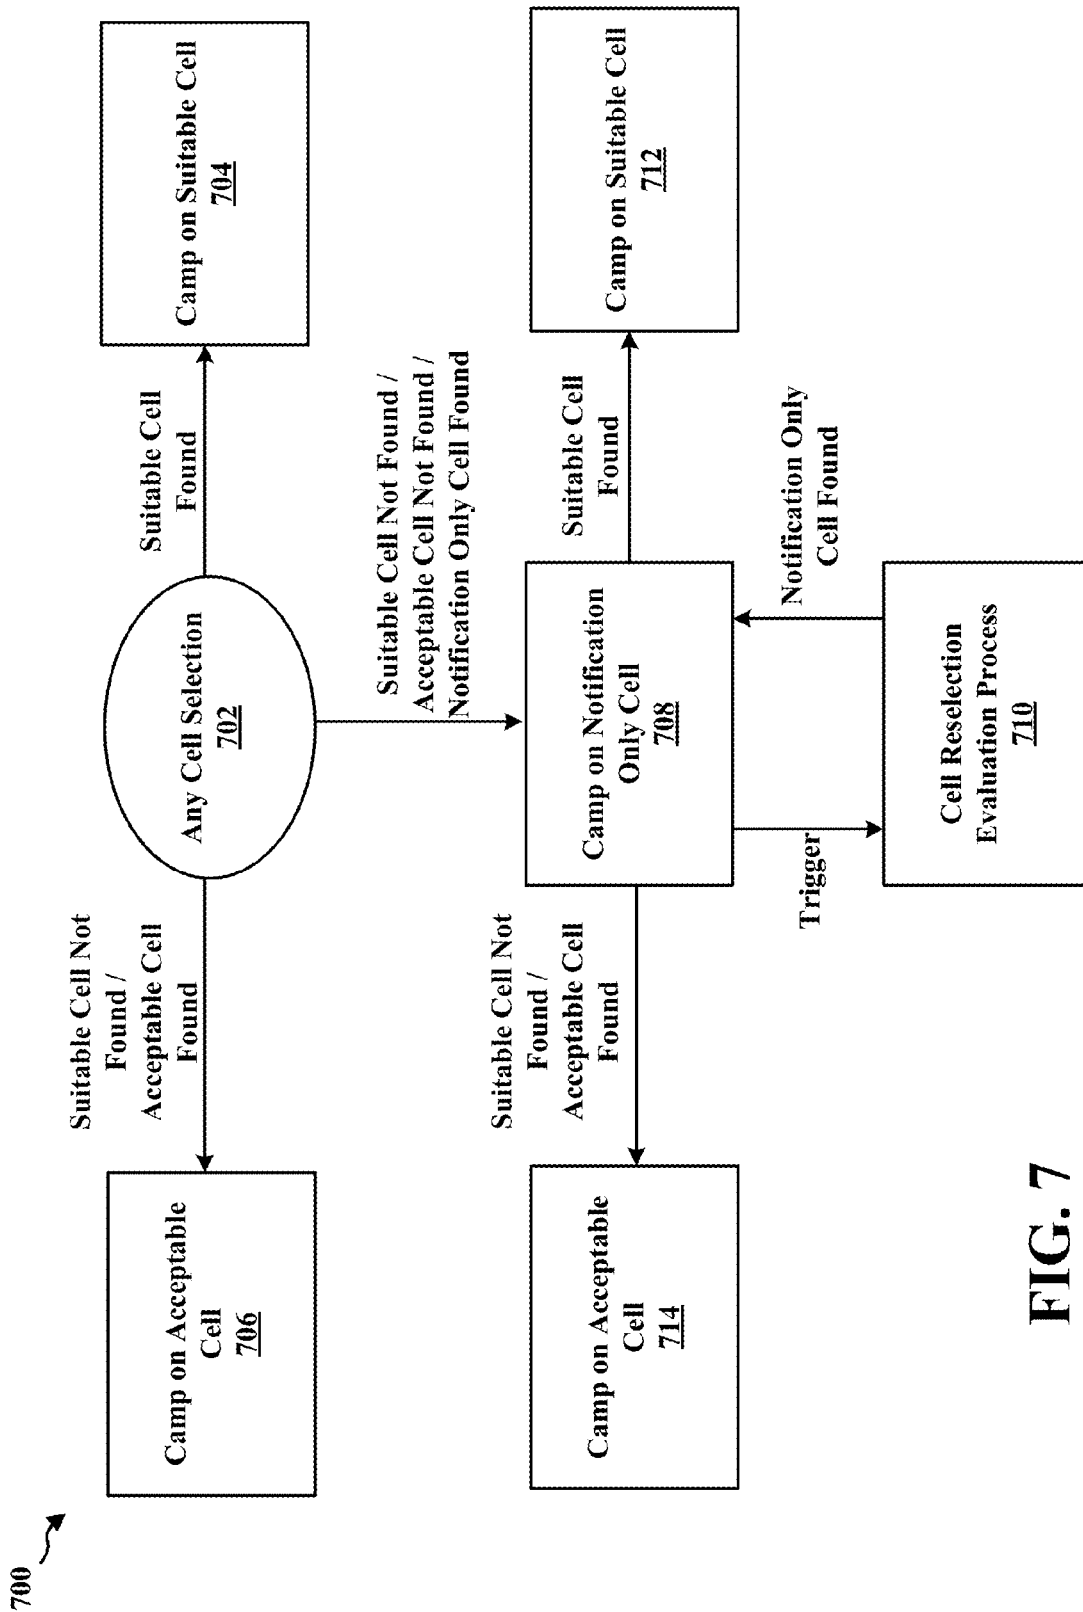 700
Camp on Acceptable
Cell
706
Suitable Cell Not
Found /
Acceptable Cell
Found
Any Cell Selection
702
Suitable Cell
Found
Camp on Suitable Cell
704
Suitable Cell Not Found /
Acceptable Cell Not Found /
Notification Only Cell Found
Camp on Acceptable
Cell
714
Suitable Cell Not
Found /
Acceptable Cell
Found
Camp on Notification
Only Cell
708
Suitable Cell
Found
Camp on Suitable Cell
712
Trigger
Notification Only
Cell Found
Cell Reselection
Evaluation Process
710
FIG. 7